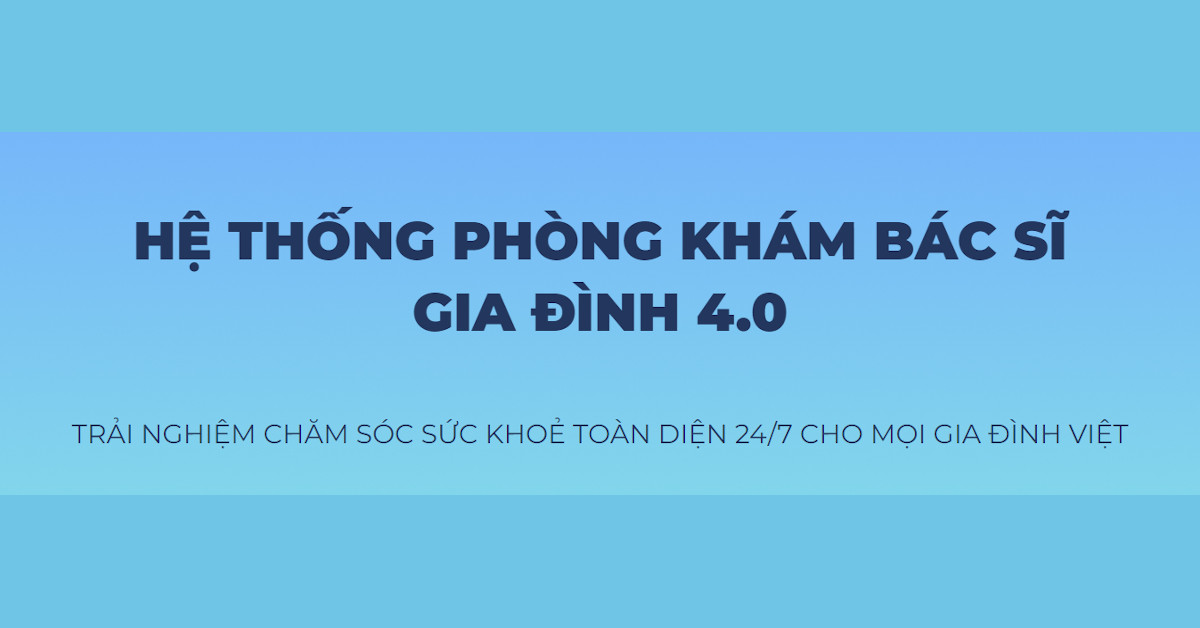 HỆ THỐNG PHÒNG KHÁM BÁC SĨ
GIA ĐÌNH 4.0
TRẢI NGHIỆM CHĂM SÓC SỨC KHOẺ TOÀN DIỆN 24/7 CHO MỌI GIA ĐÌNH VIỆT